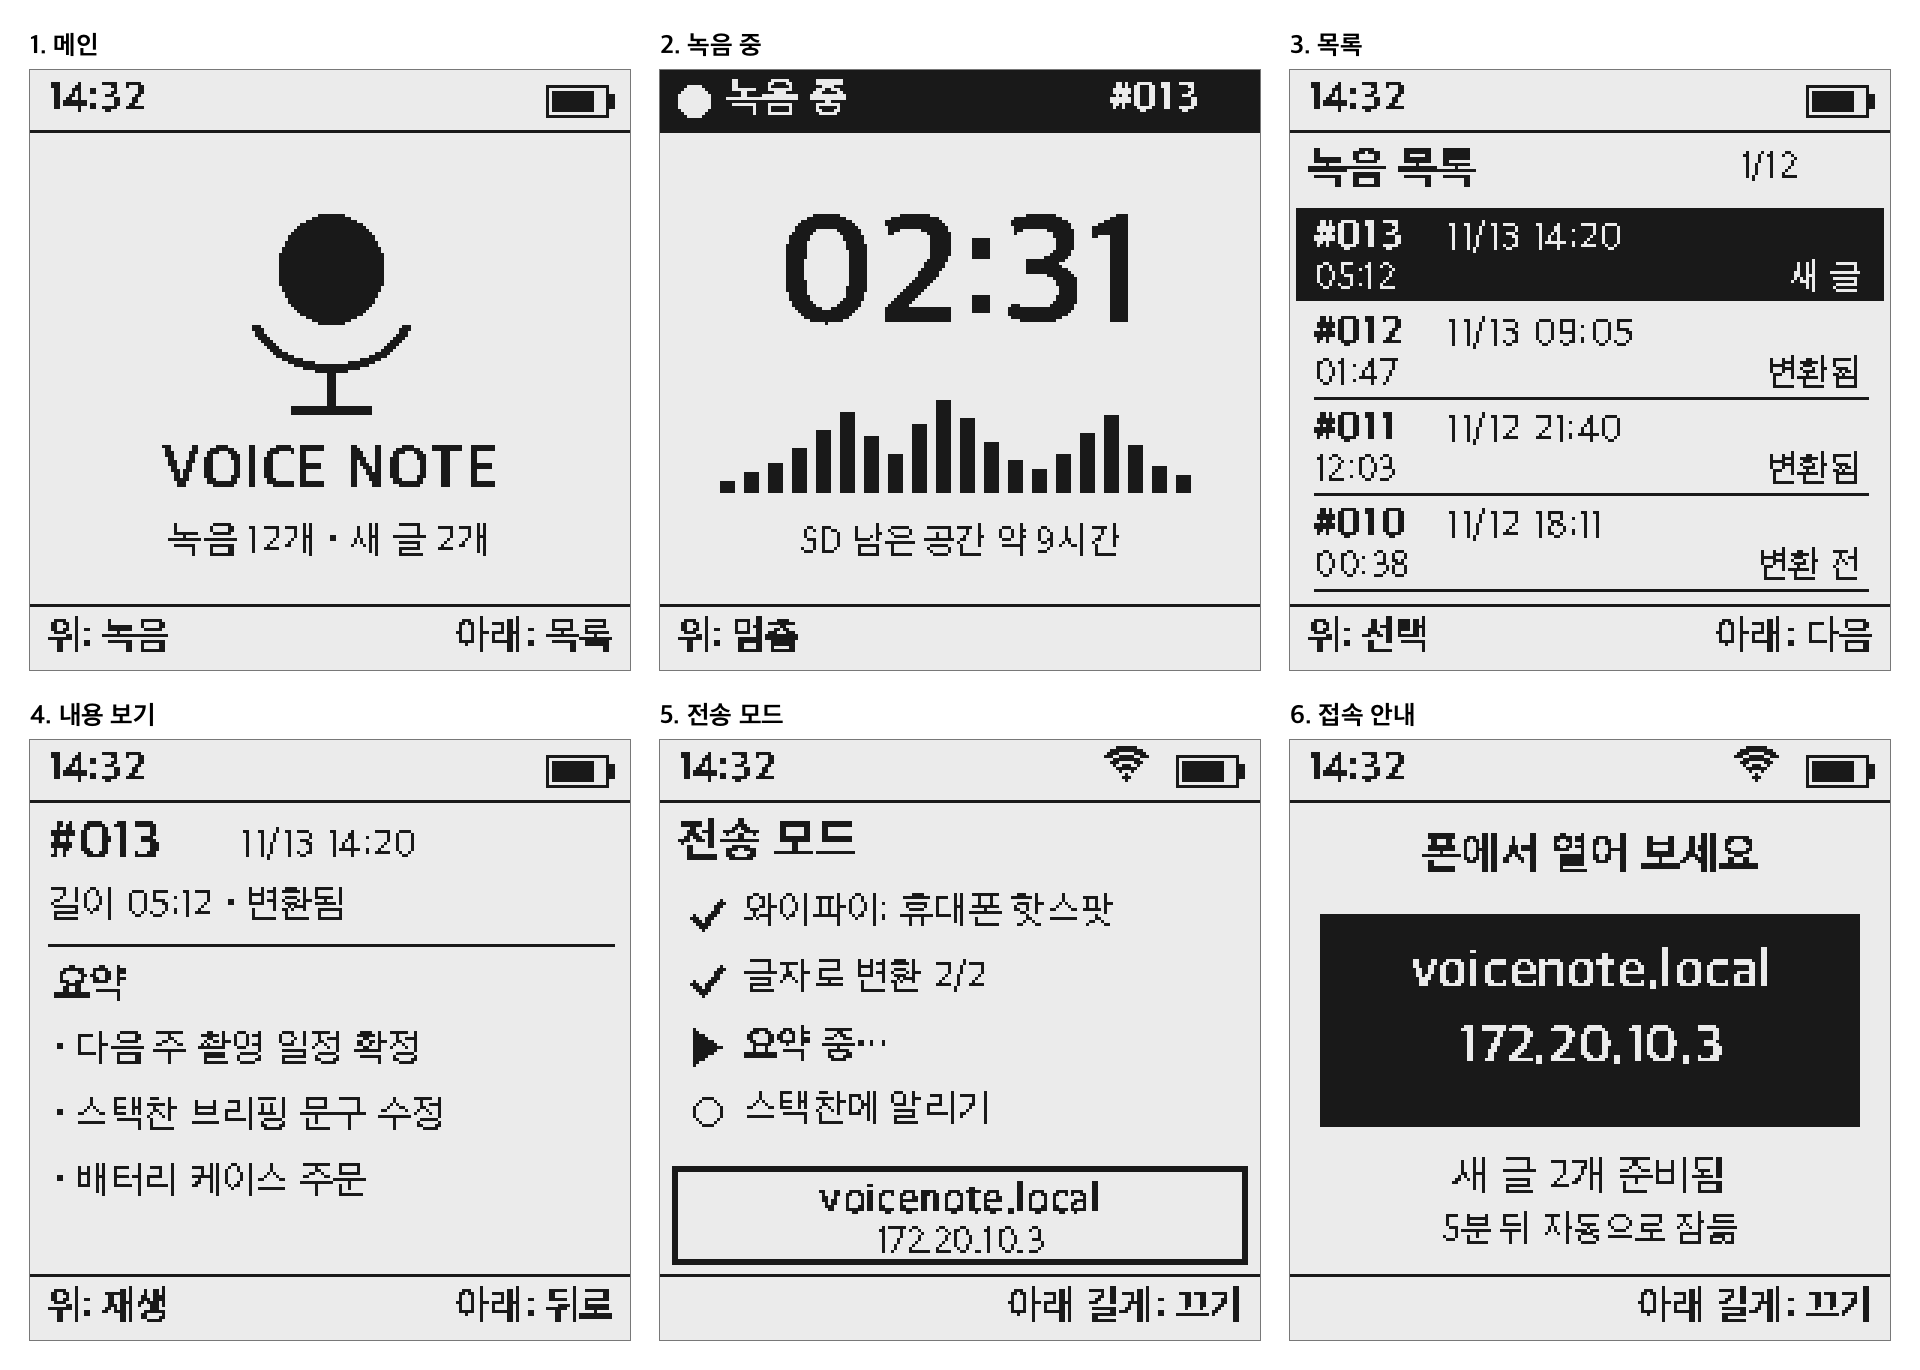 1. 메인
14:32
VOICE NOTE
녹음 12개 · 새 글 2개
위: 녹음 아래: 목록
2. 녹음 중
녹음 중 #013
02:31
SD 남은 공간 약 9시간
위: 멈춤
3. 목록
14:32
녹음 목록 1/12
#013 11/13 14:20
05:12 새 글
#012 11/13 09:05
01:47 변환됨
#011 11/12 21:40
12:03 변환됨
#010 11/12 18:11
00:38 변환 전
위: 선택 아래: 다음
4. 내용 보기
14:32
#013 11/13 14:20
길이 05:12 · 변환됨
요약
· 다음 주 촬영 일정 확정
· 스택찬 브리핑 문구 수정
· 배터리 케이스 주문
위: 재생 아래: 뒤로
5. 전송 모드
14:32
전송 모드
와이파이: 휴대폰 핫스팟
글자로 변환 2/2
요약 중…
스택찬에 알리기
voicenote.local
172.20.10.3
아래 길게: 끄기
6. 접속 안내
14:32
폰에서 열어 보세요
voicenote.local
172.20.10.3
새 글 2개 준비됨
5분 뒤 자동으로 잠듦
아래 길게: 끄기